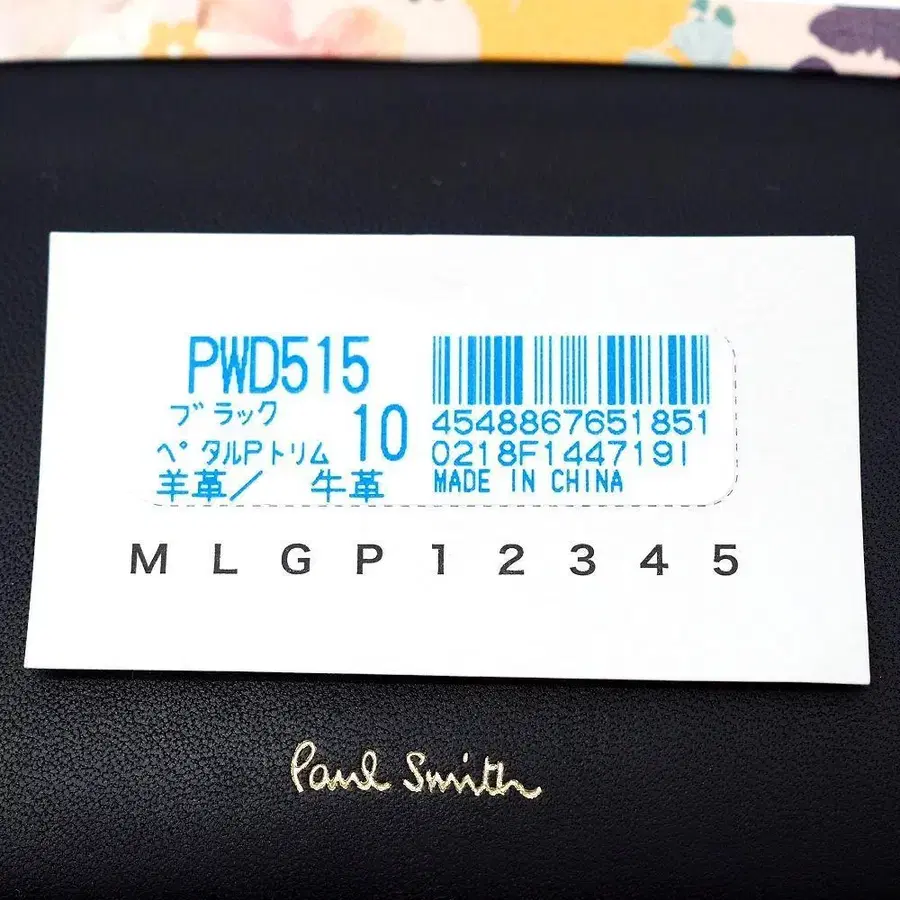 PWD515
ブラック 10
ペタルPトリム
羊革/ 牛革
4548867651851
0218F144719I
MADE IN CHINA
M L G P 1 2 3 4 5
Paul Smith